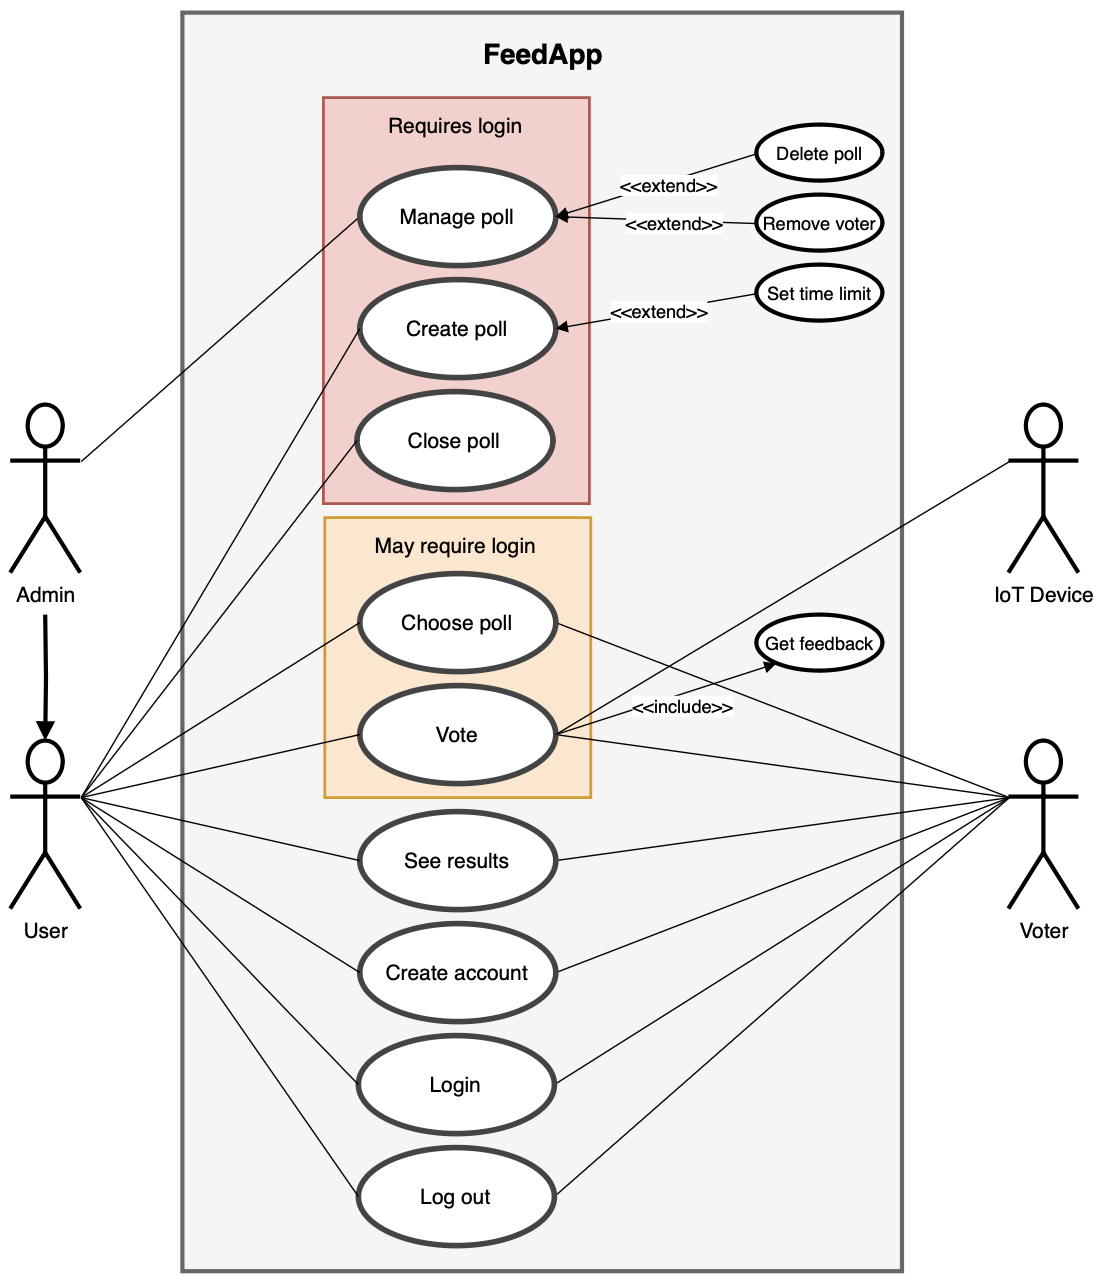 FeedApp
Requires login
Manage poll
Create poll
Close poll
<<extend>>
<<extend>>
<<extend>>
Delete poll
Remove voter
Set time limit
Admin
IoT Device
May require login
Choose poll
Vote
<<include>>
Get feedback
User
Voter
See results
Create account
Login
Log out